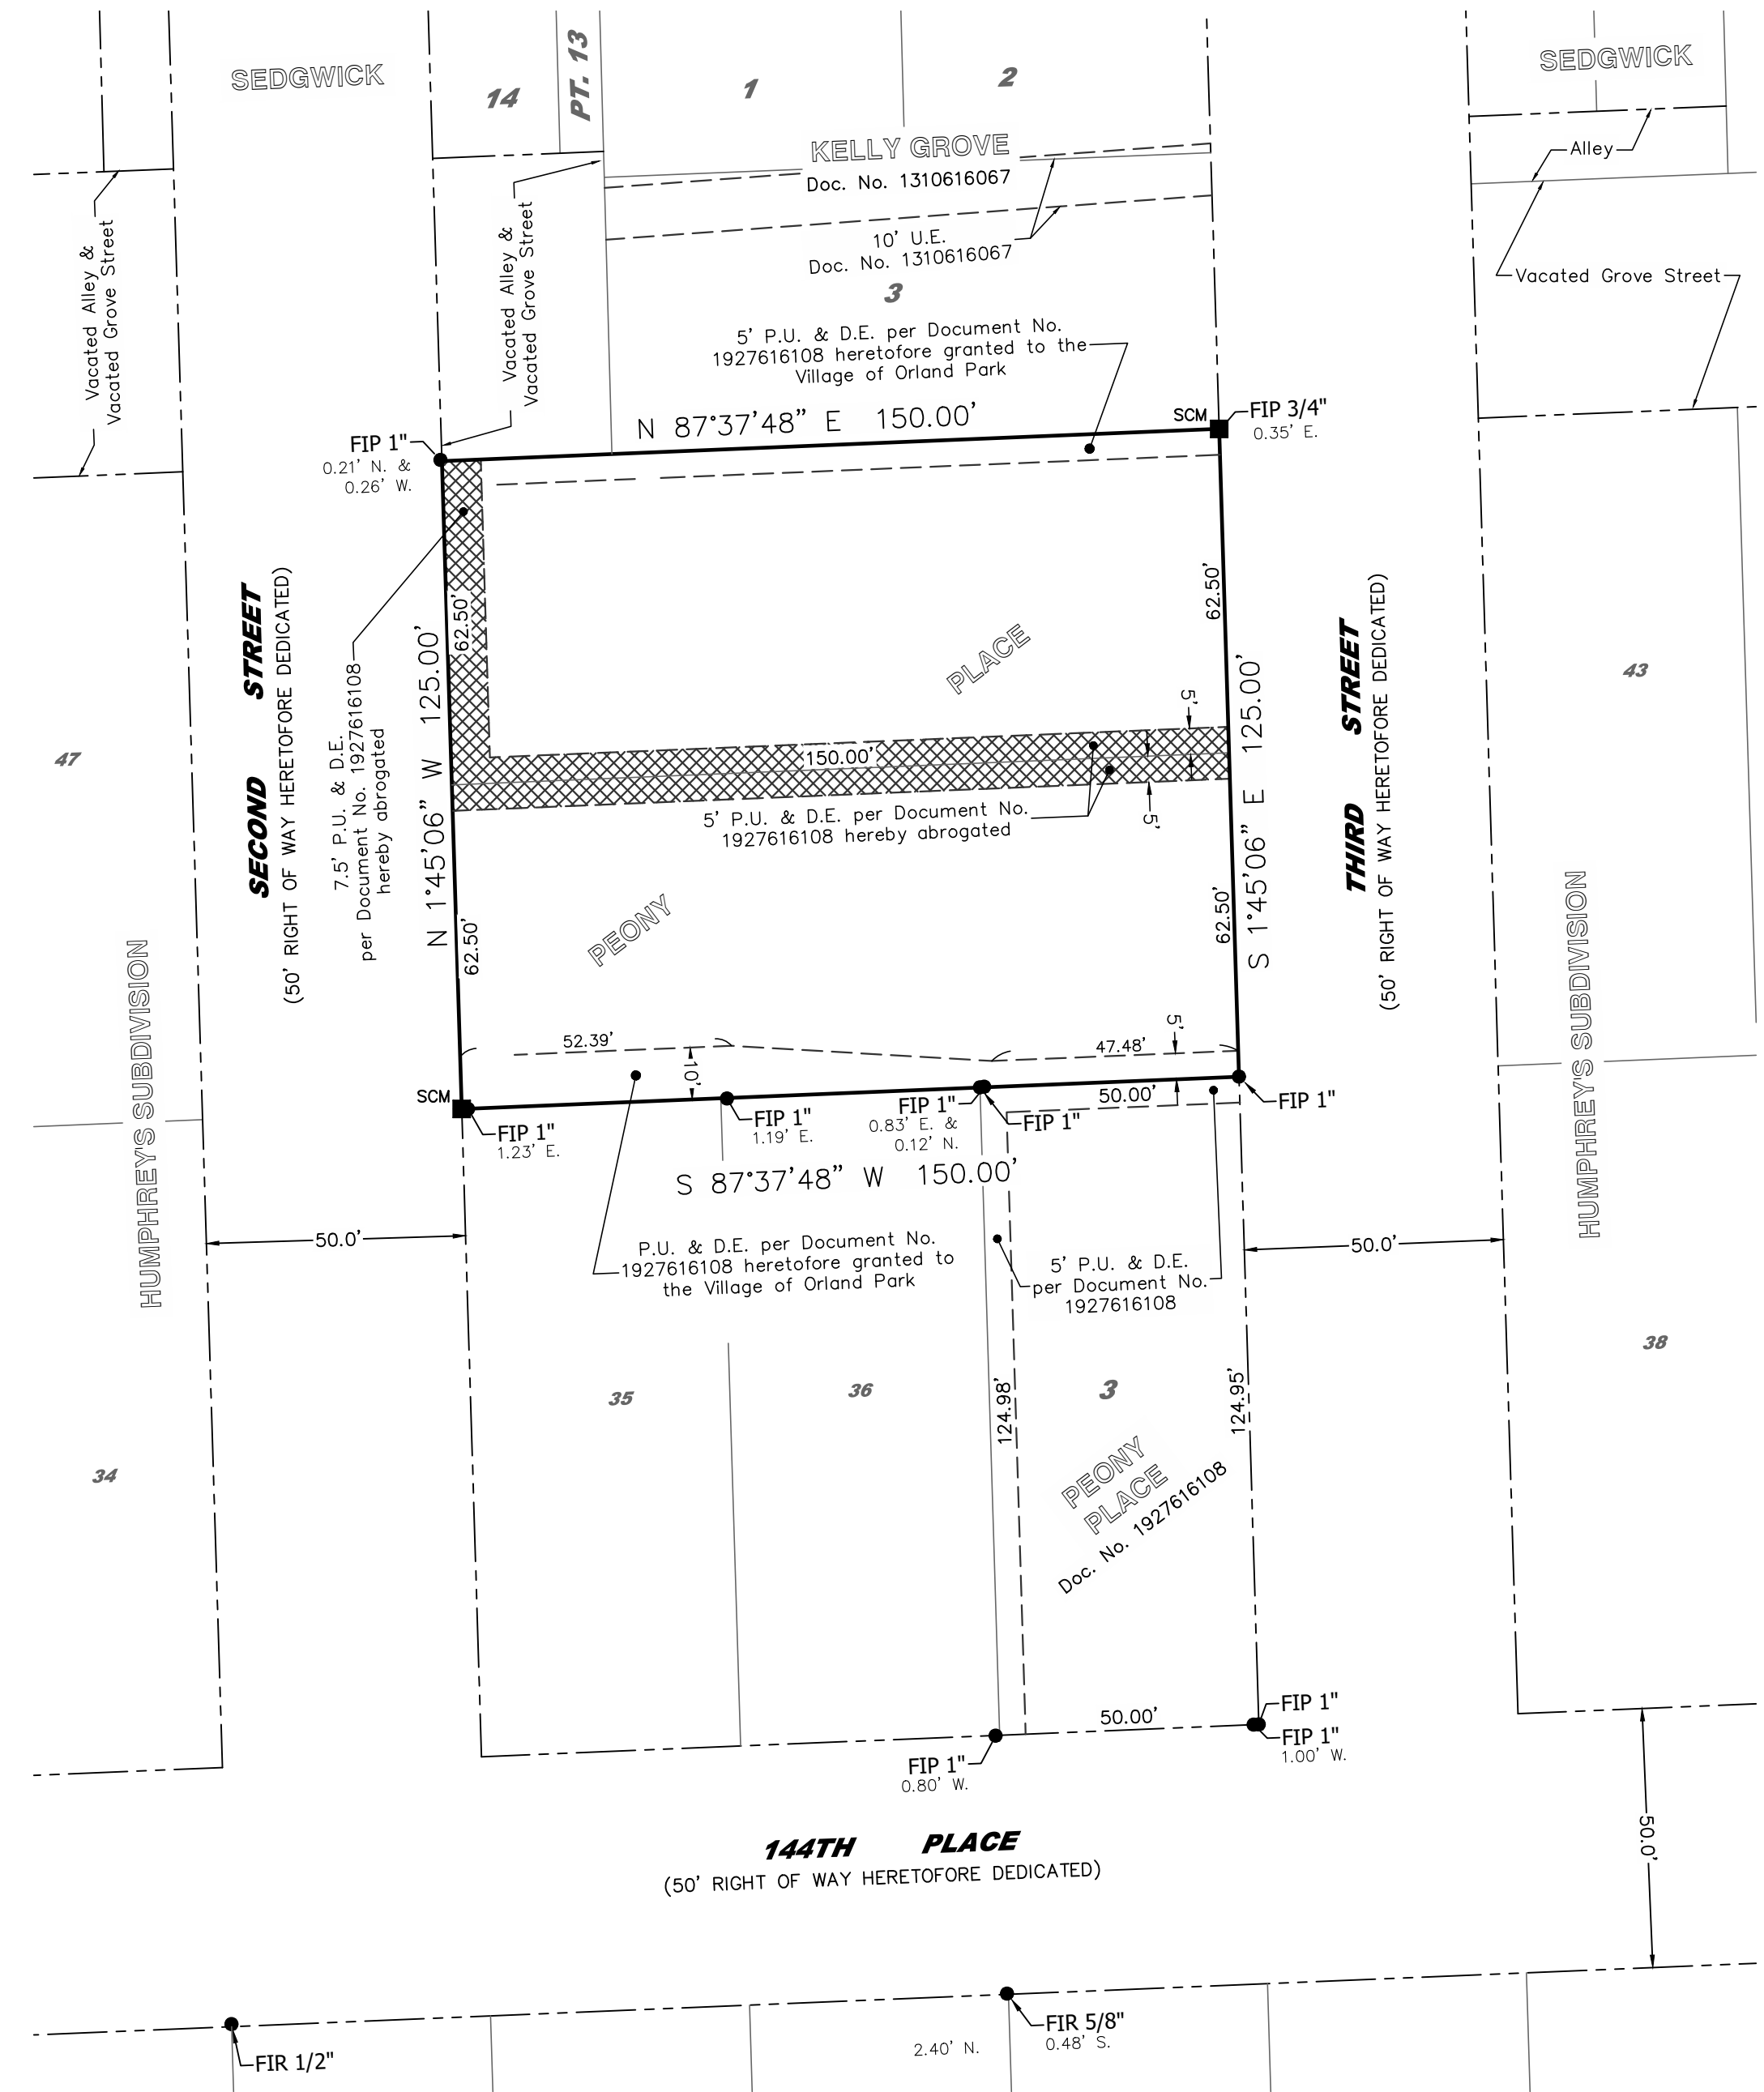 SEDGWICK
14
PT. 13
1
2
SEDGWICK
KELLY GROVE
Doc. No. 1310616067
Alley
10' U.E.
Doc. No. 1310616067
Vacated Alley &
Vacated Grove Street
Vacated Alley &
Vacated Grove Street
Vacated Grove Street
3
5' P.U. & D.E. per Document No.
1927616108 heretofore granted to the
Village of Orland Park
N 87°37'48" E 150.00'
SCM
FIP 3/4"
0.35' E.
FIP 1"
0.21' N. &
0.26' W.
SECOND STREET
(50' RIGHT OF WAY HERETOFORE DEDICATED)
7.5' P.U. & D.E.
per Document No. 1927616108
hereby abrogated
N 1°45'06" W 125.00'
62.50'
62.50'
PLACE
62.50'
62.50'
S 1°45'06" E 125.00'
THIRD STREET
(50' RIGHT OF WAY HERETOFORE DEDICATED)
43
47
5'
150.00'
5'
5' P.U. & D.E. per Document No.
1927616108 hereby abrogated
PEONY
HUMPHREY'S SUBDIVISION
HUMPHREY'S SUBDIVISION
52.39'
10'
5'
47.48'
50.00'
SCM
FIP 1"
1.23' E.
FIP 1"
1.19' E.
FIP 1"
0.83' E. &
0.12' N.
FIP 1"
FIP 1"
S 87°37'48" W 150.00'
50.0'
50.0'
P.U. & D.E. per Document No.
1927616108 heretofore granted to
the Village of Orland Park
5' P.U. & D.E.
per Document No.
1927616108
34
35
36
3
38
124.98'
124.95'
PEONY
PLACE
Doc. No. 1927616108
50.00'
FIP 1"
FIP 1"
1.00' W.
FIP 1"
0.80' W.
50.0'
144TH PLACE
(50' RIGHT OF WAY HERETOFORE DEDICATED)
FIR 1/2"
2.40' N.
FIR 5/8"
0.48' S.